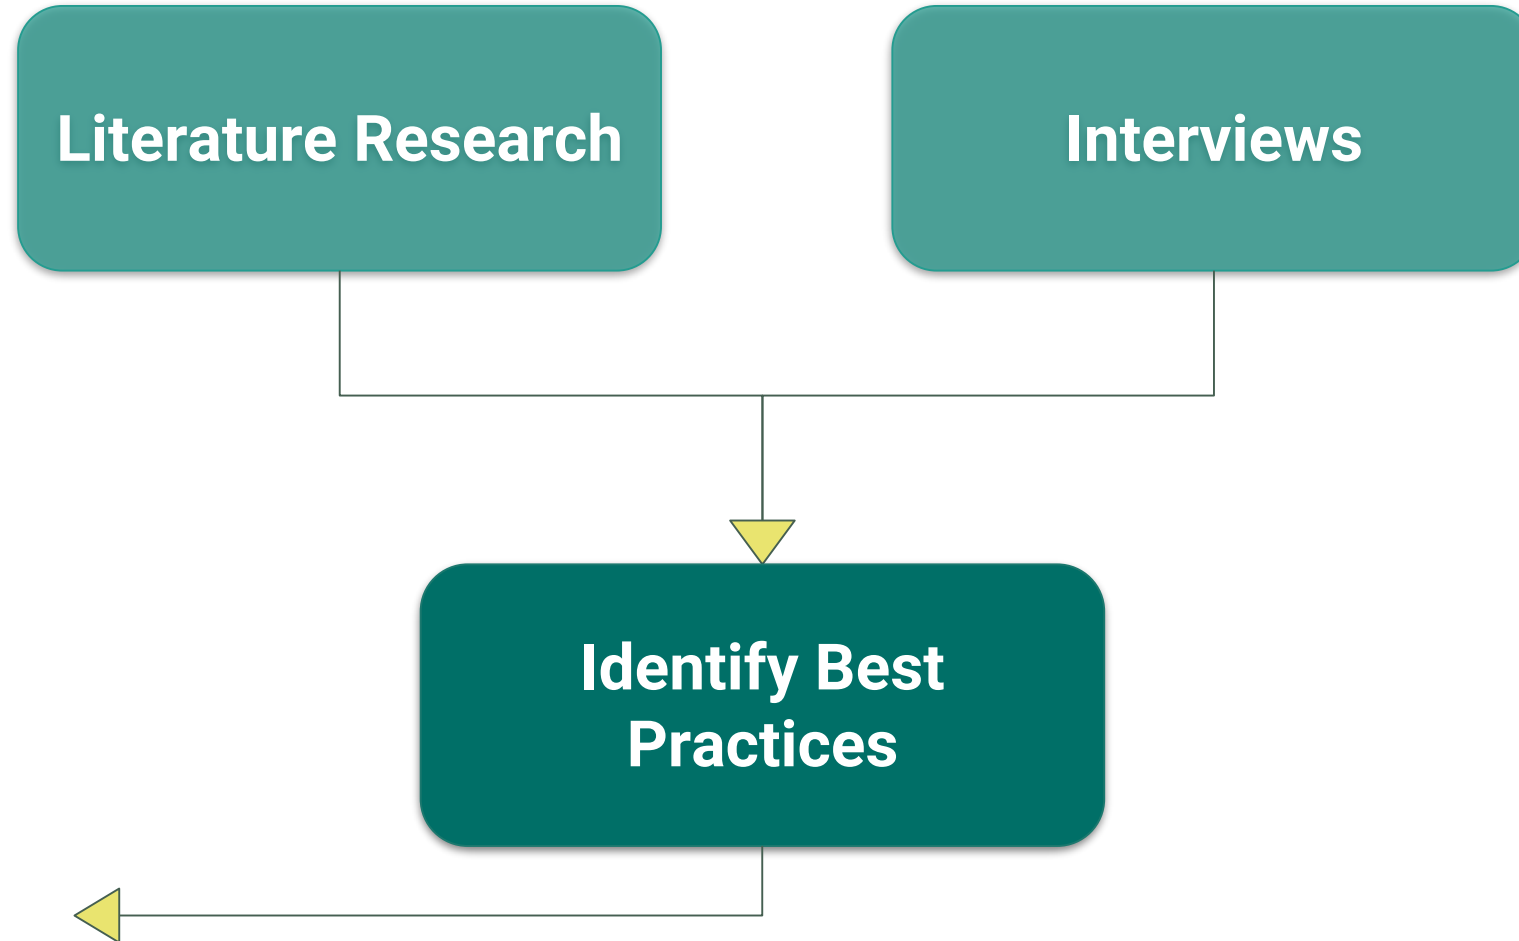 Literature Research
Interviews
Identify Best
Practices